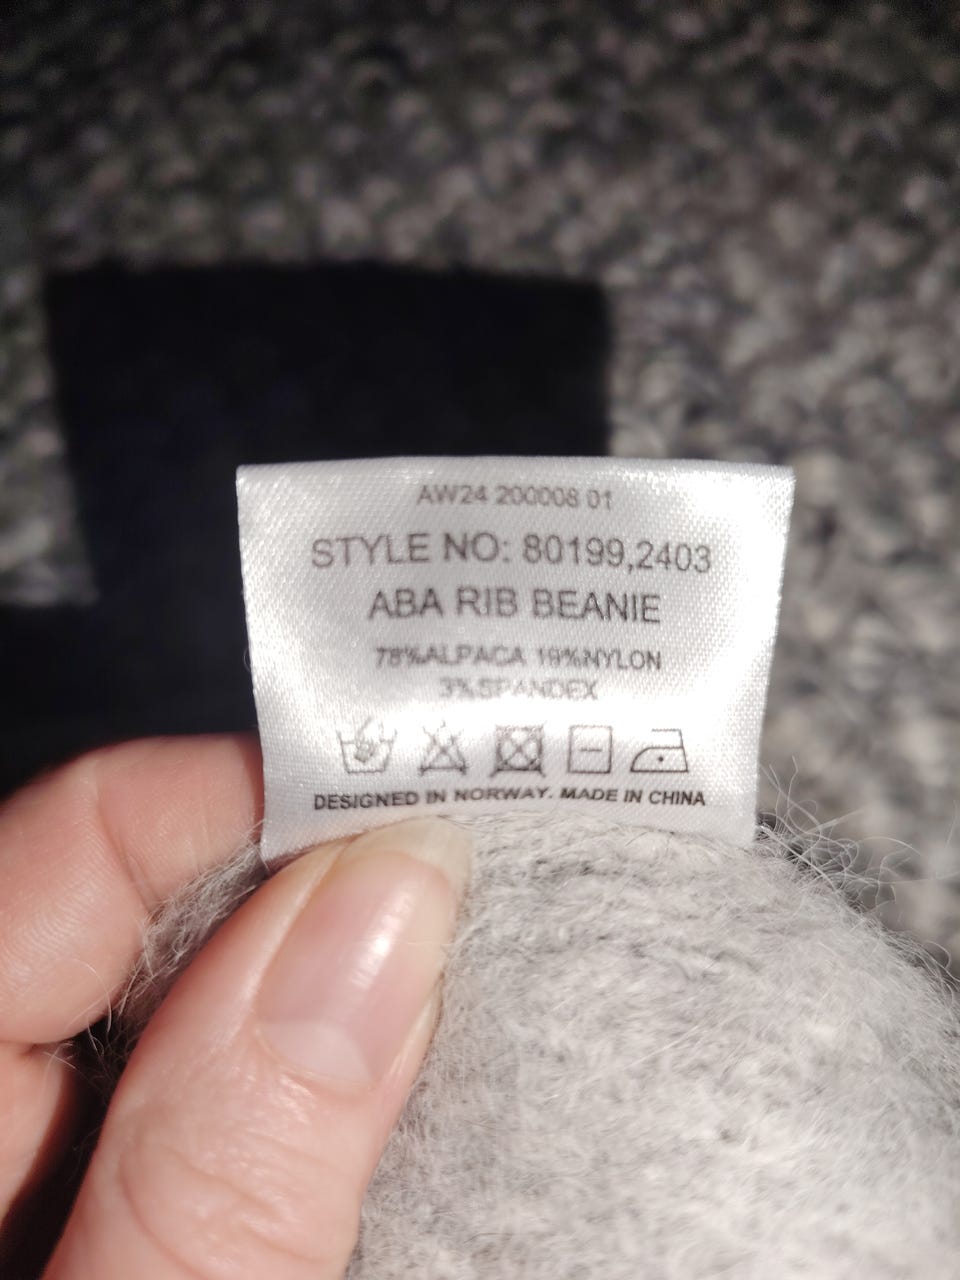 AW24 200008 01
STYLE NO: 80199,2403
ABA RIB BEANIE
78%ALPACA 19%NYLON
3%SPANDEX
DESIGNED IN NORWAY. MADE IN CHINA